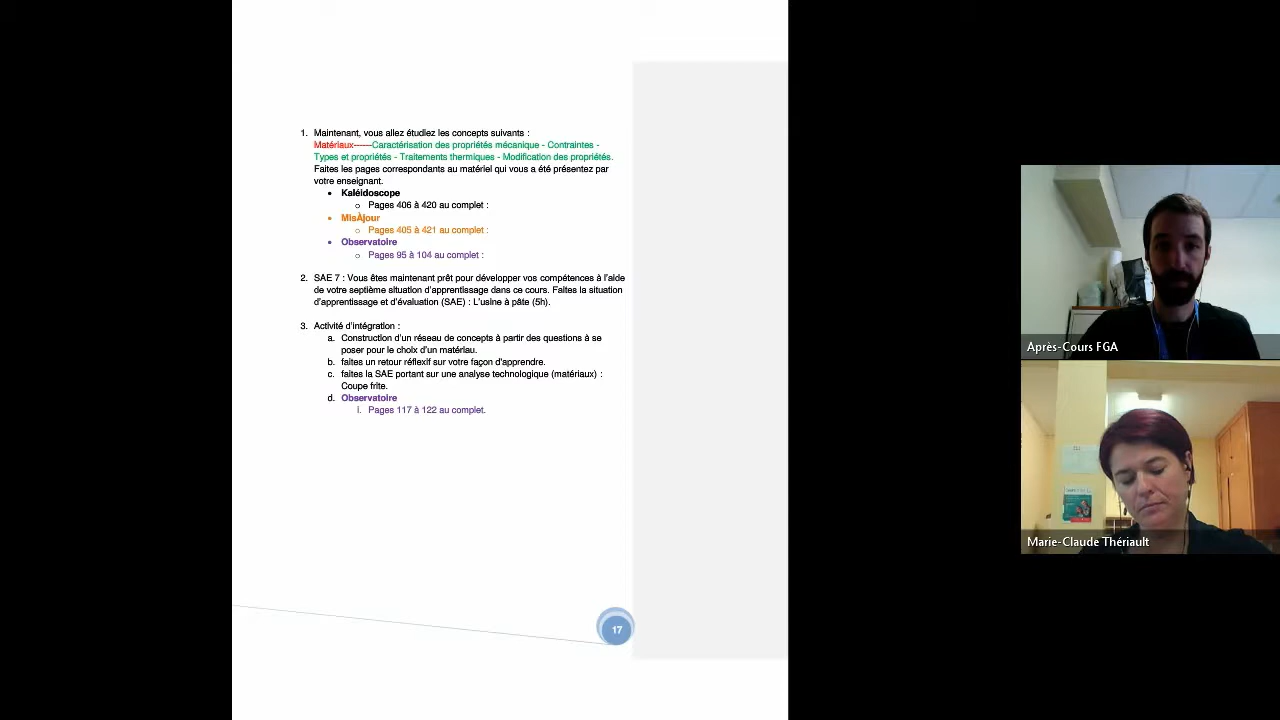 1. Maintenant, vous allez étudiez les concepts suivants :
Matériaux-----Caractérisation des propriétés mécanique - Contraintes -
Types et propriétés - Traitements thermiques - Modification des propriétés.
Faites les pages correspondants au matériel qui vous a été présentez par
votre enseignant.
• Kaléidoscope
o Pages 406 à 420 au complet :
• MisÀjour
o Pages 405 à 421 au complet :
• Observatoire
o Pages 95 à 104 au complet :
2. SAE 7 : Vous êtes maintenant prêt pour développer vos compétences à l'aide
de votre septième situation d'apprentissage dans ce cours. Faites la situation
d'apprentissage et d'évaluation (SAE) : L'usine à pâte (5h).
3. Activité d'intégration :
a. Construction d'un réseau de concepts à partir des questions à se
poser pour le choix d'un matériau.
b. faites un retour réflexif sur votre façon d'apprendre.
c. faites la SAE portant sur une analyse technologique (matériaux) :
Coupe frite.
d. Observatoire
i. Pages 117 à 122 au complet.
17
Après-Cours FGA
Marie-Claude Thériault